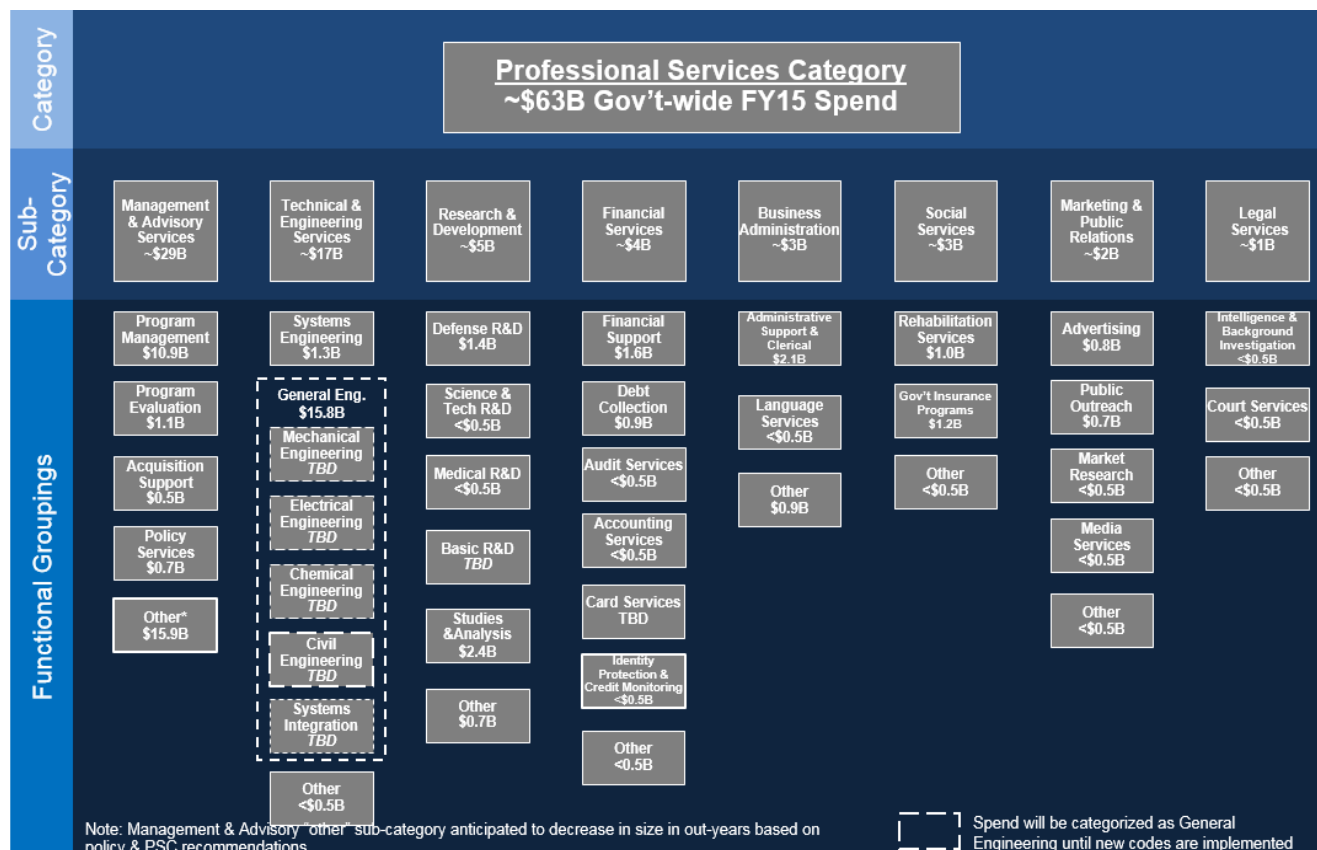 Category
Professional Services Category
~$63B Gov't-wide FY15 Spend
Sub-
Category
Management
& Advisory
Services
~$29B
Technical &
Engineering
Services
~$17B
Research &
Development
~$5B
Financial
Services
~$4B
Business
Administration
~$3B
Social
Services
~$3B
Marketing &
Public
Relations
~$2B
Legal
Services
~$1B
Functional Groupings
Program
Management
$10.9B
Program
Evaluation
$1.1B
Acquisition
Support
$0.5B
Policy
Services
$0.7B
Other*
$15.9B
Systems
Engineering
$1.3B
General Eng.
$15.8B
Mechanical
Engineering
TBD
Electrical
Engineering
TBD
Chemical
Engineering
TBD
Civil
Engineering
TBD
Systems
Integration
TBD
Other
<$0.5B
Defense R&D
$1.4B
Science &
Tech R&D
<$0.5B
Medical R&D
<$0.5B
Basic R&D
TBD
Studies
&Analysis
$2.4B
Other
$0.7B
Financial
Support
$1.6B
Debt
Collection
$0.9B
Audit Services
<$0.5B
Accounting
Services
<$0.5B
Card Services
TBD
Identity
Protection &
Credit Monitoring
<$0.5B
Other
<0.5B
Administrative
Support &
Clerical
$2.1B
Language
Services
<$0.5B
Other
$0.9B
Rehabilitation
Services
$1.0B
Gov't Insurance
Programs
$1.2B
Other
<$0.5B
Advertising
$0.8B
Public
Outreach
$0.7B
Market
Research
<$0.5B
Media
Services
<$0.5B
Other
<$0.5B
Intelligence &
Background
Investigation
<$0.5B
Court Services
<$0.5B
Other
<$0.5B
Note: Management & Advisory "other" sub-category anticipated to decrease in size in out-years based on
policy & PSC recommendations
Spend will be categorized as General
Engineering until new codes are implemented